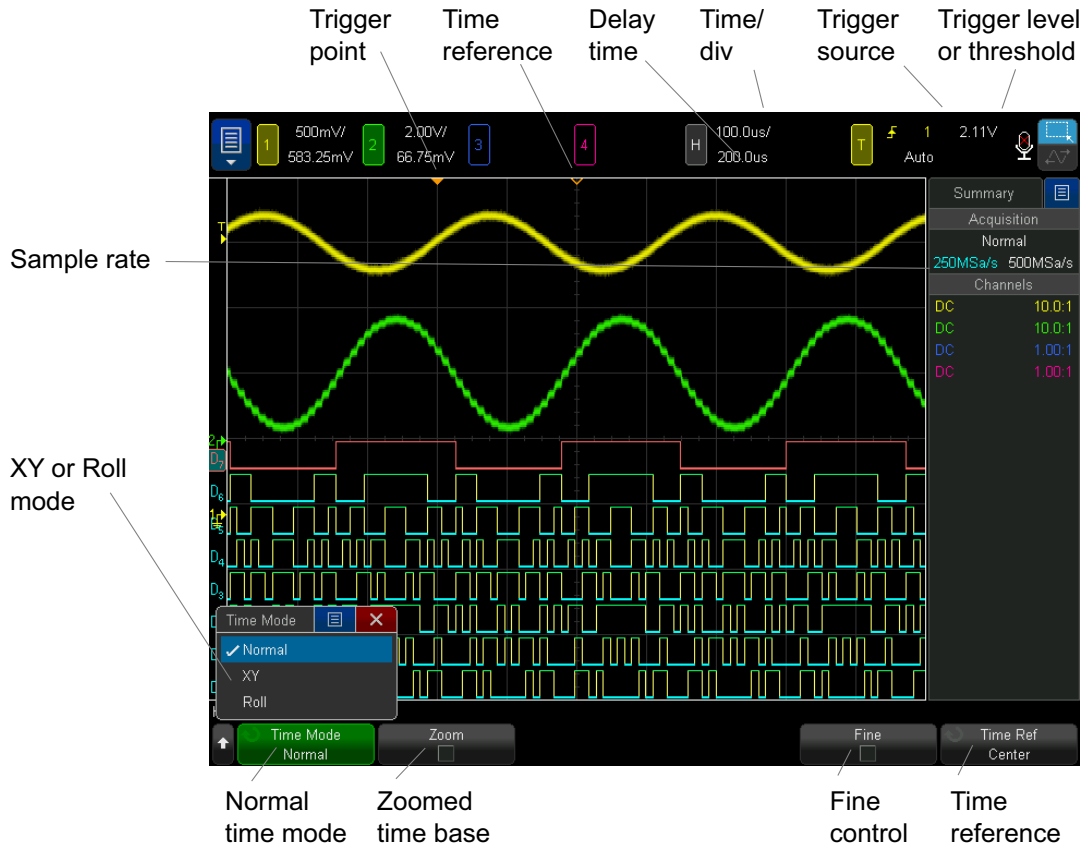 Trigger point
Time reference
Delay time
Time/ div
Trigger source
Trigger level or threshold
1
500mV/
583.25mV
2
2.00V/
66.75mV
3
4
H
100.0us/
200.0us
T
1
2.11V
Auto
Summary
Acquisition
Normal
250MSa/s 500MSa/s
Channels
DC 10.0:1
DC 10.0:1
DC 1.00:1
DC 1.00:1
Sample rate
T
2
D7
XY or Roll
mode
D6
1
D5
D4
D3
Time Mode
Normal
XY
Roll
Time Mode
Normal
Zoom
Fine
Time Ref
Center
Normal time mode
Zoomed time base
Fine control
Time reference